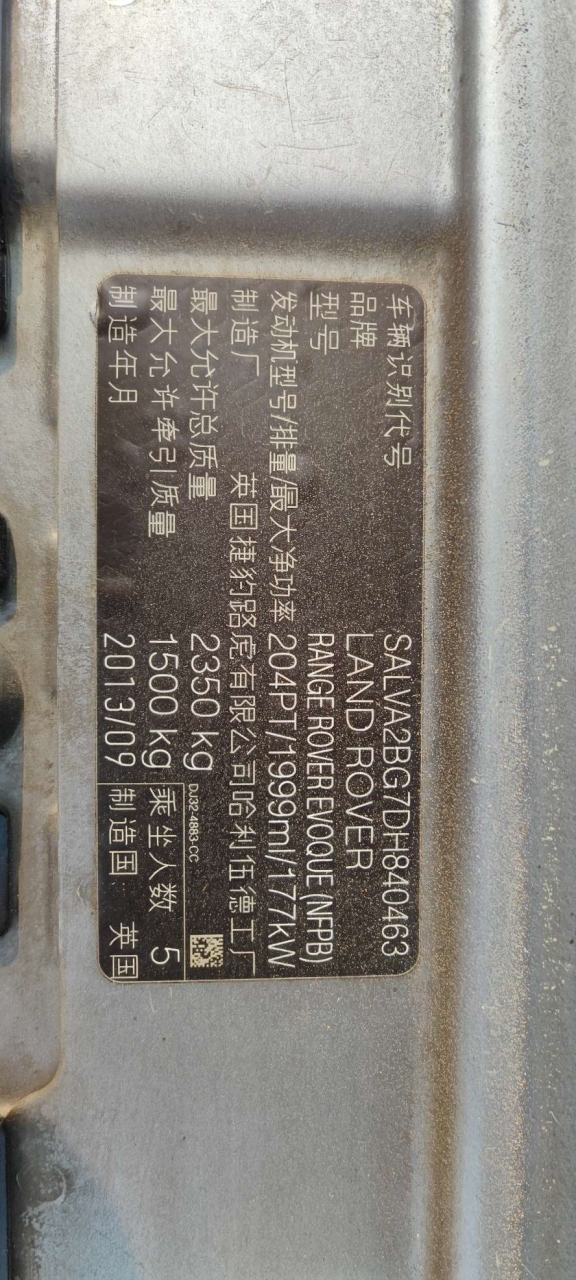 车辆识别代号 SALVA2BG7DH840463
品牌 LAND ROVER
型号 RANGE ROVER EVOQUE (NFPB)
发动机型号/排量/最大净功率 204PT/1999ml/177kW
制造厂 英国捷豹路虎有限公司哈利伍德工厂
最大允许总质量 2350 kg DJ32-4883-CC
最大允许牵引质量 1500 kg 乘坐人数 5
制造年月 2013/09 制造国 英国